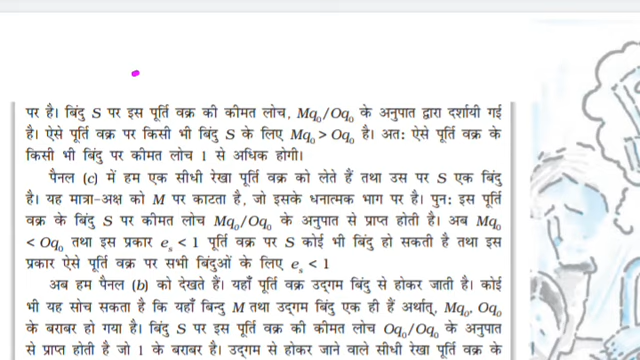 पर है। बिंदु S पर इस पूर्ति वक्र की कीमत लोच, Mq₀/Oq₀ के अनुपात द्वारा दर्शायी गई
है। ऐसे पूर्ति वक्र पर किसी भी बिंदु S के लिए Mq₀ > Oq₀ है। अत: ऐसे पूर्ति वक्र के
किसी भी बिंदु पर कीमत लोच 1 से अधिक होगी।
पैनल (c) में हम एक सीधी रेखा पूर्ति वक्र को लेते हैं तथा उस पर S एक बिंदु
है। यह मात्रा-अक्ष को M पर काटता है, जो इसके धनात्मक भाग पर है। पुन: इस पूर्ति
वक्र के बिंदु S पर कीमत लोच Mq₀/Oq₀ के अनुपात से प्राप्त होती है। अब Mq₀
< Oq₀ तथा इस प्रकार eₛ < 1 पूर्ति वक्र पर S कोई भी बिंदु हो सकती है तथा इस
प्रकार ऐसे पूर्ति वक्र पर सभी बिंदुओं के लिए eₛ < 1
अब हम पैनल (b) को देखते हैं। यहाँ पूर्ति वक्र उद्गम बिंदु से होकर जाती है। कोई
भी यह सोच सकता है कि यहाँ बिन्दु M तथा उद्गम बिंदु एक ही हैं अर्थात्, Mq₀, Oq₀
के बराबर हो गया है। बिंदु S पर इस पूर्ति वक्र की कीमत लोच Oq₀/Oq₀ के अनुपात
से प्राप्त होती है जो 1 के बराबर है। उद्गम से होकर जाने वाले सीधी रेखा पूर्ति वक्र के